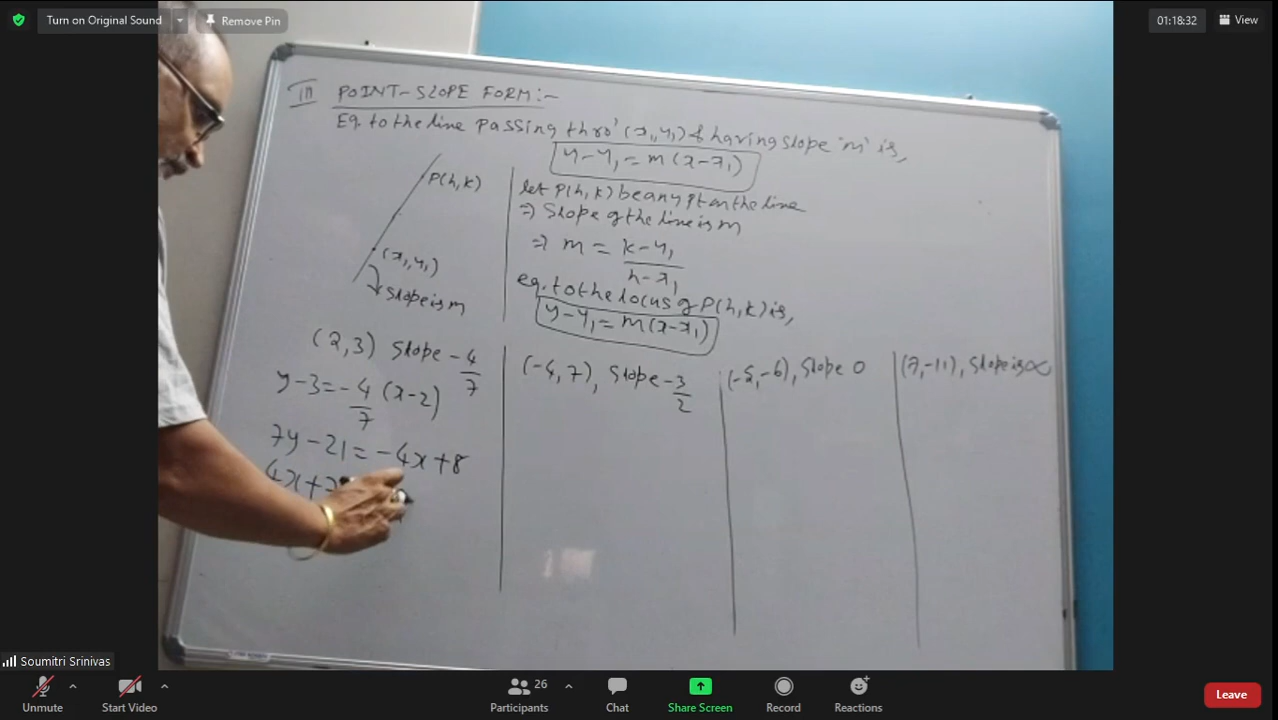 Turn on Original Sound
Remove Pin
01:18:32
View
III POINT-SLOPE FORM:-
Eq. to the line passing thro' (x₁,y₁) & having slope 'm' is,
y-y₁ = m(x-x₁)
P(h,k)
(x₁,y₁)
Slope is m
let P(h,k) be any pt on the line
⇒ Slope of the line is m
⇒ m = k-y₁
h-x₁
eq. to the locus of P(h,k) is,
y-y₁ = m(x-x₁)
(2,3) Slope -4/7
y-3 = -4/7 (x-2)
7y-21 = -4x+8
4x+7
(-4,7), Slope -3/2
(-5,-6), Slope 0
(7,-11), Slope is ∞
Soumitri Srinivas
Unmute
Start Video
26
Participants
Chat
Share Screen
Record
Reactions
Leave